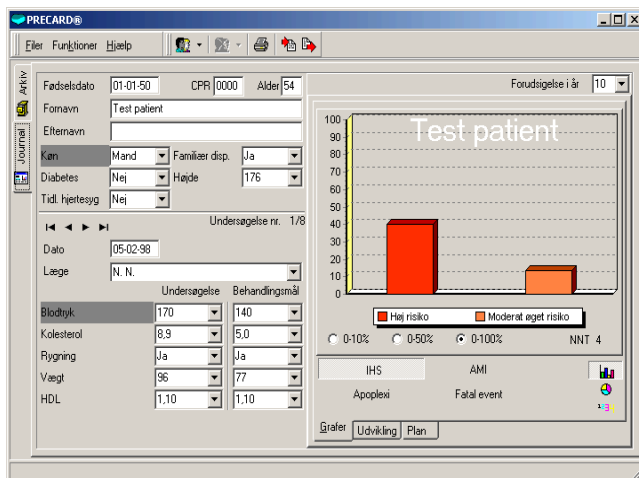 PRECARD®
Filer Funktioner Hjælp
Arkiv
Journal
Fødselsdato 01-01-50 CPR 0000 Alder 54
Fornavn Test patient
Efternavn
Køn Mand Familiær disp. Ja
Diabetes Nej Højde 176
Tidl. hjertesyg Nej
Undersøgelse nr. 1/8
Dato 05-02-98
Læge N. N.
Undersøgelse Behandlingsmål
Blodtryk 170 140
Kolesterol 8,9 5,0
Rygning Ja Ja
Vægt 96 77
HDL 1,10 1,10
Forudsigelse i år 10
Test patient
100
90
80
70
60
50
40
30
20
10
0
Høj risiko Moderat øget risiko
0-10% 0-50% 0-100% NNT 4
IHS AMI
Apoplexi Fatal event
Grafer Udvikling Plan